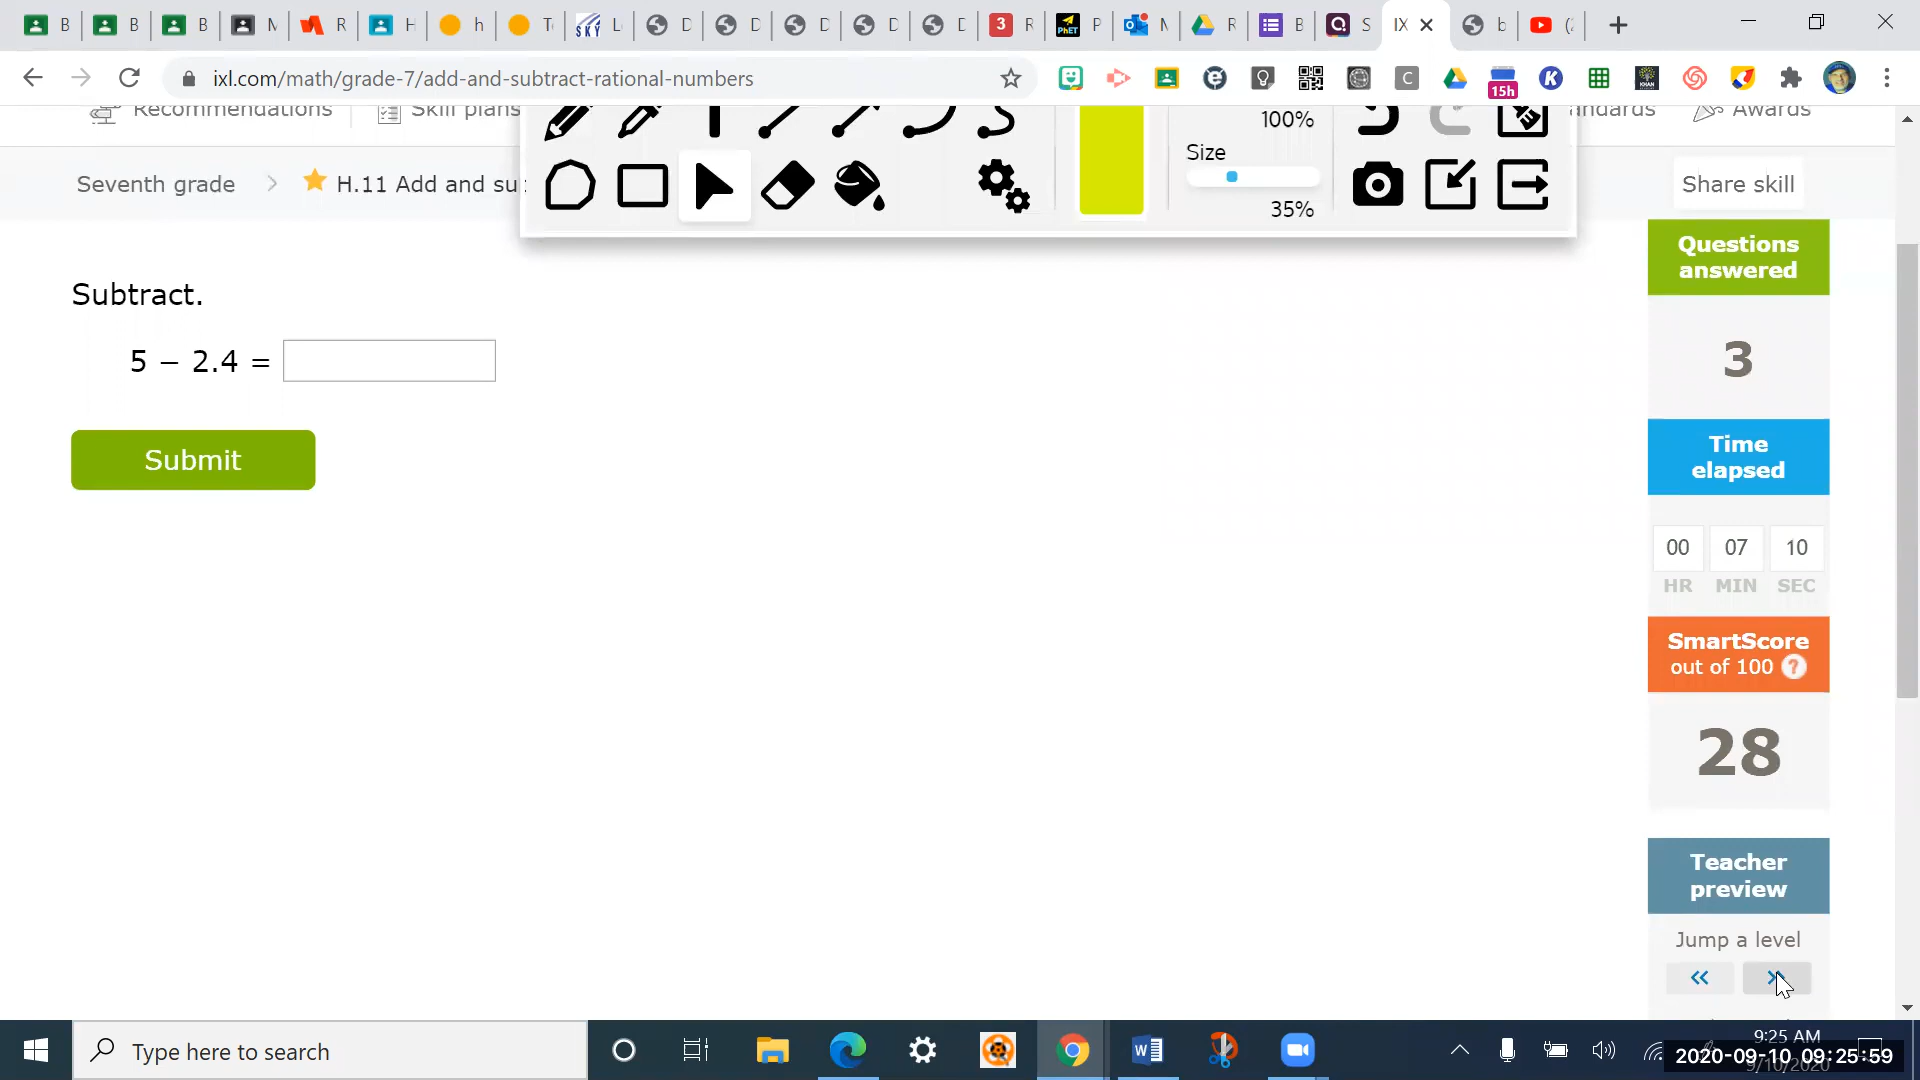 B B B M R H h T L D D D D D 3 R P M R B S IX b (
ixl.com/math/grade-7/add-and-subtract-rational-numbers
15h
Recommendations Skill plans Awards
100%
Size
35%
Seventh grade > H.11 Add and su
Share skill
Questions
answered
3
Subtract.
5 − 2.4 =
Submit
Time
elapsed
00 07 10
HR MIN SEC
SmartScore
out of 100 ?
28
Teacher
preview
Jump a level
Type here to search
9:25 AM
2020-09-10 09:25:59
9/10/2020